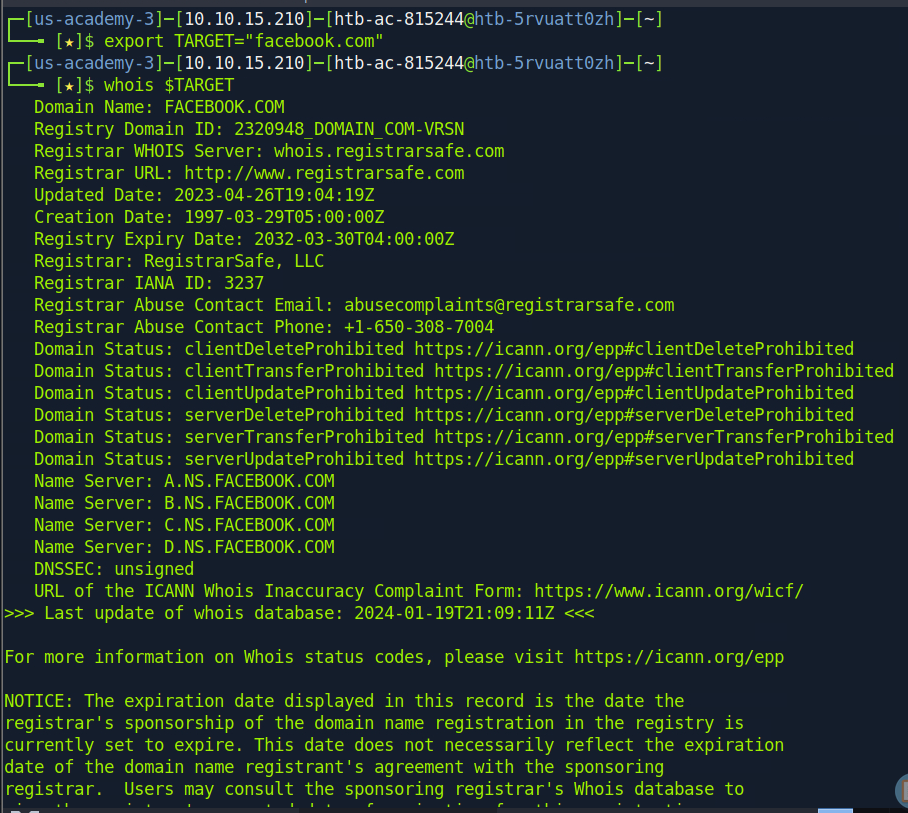 ┌─[us-academy-3]─[10.10.15.210]─[htb-ac-815244@htb-5rvuatt0zh]─[~]
└──╼ [★]$ export TARGET="facebook.com"
┌─[us-academy-3]─[10.10.15.210]─[htb-ac-815244@htb-5rvuatt0zh]─[~]
└──╼ [★]$ whois $TARGET
   Domain Name: FACEBOOK.COM
   Registry Domain ID: 2320948_DOMAIN_COM-VRSN
   Registrar WHOIS Server: whois.registrarsafe.com
   Registrar URL: http://www.registrarsafe.com
   Updated Date: 2023-04-26T19:04:19Z
   Creation Date: 1997-03-29T05:00:00Z
   Registry Expiry Date: 2032-03-30T04:00:00Z
   Registrar: RegistrarSafe, LLC
   Registrar IANA ID: 3237
   Registrar Abuse Contact Email: abusecomplaints@registrarsafe.com
   Registrar Abuse Contact Phone: +1-650-308-7004
   Domain Status: clientDeleteProhibited https://icann.org/epp#clientDeleteProhibited
   Domain Status: clientTransferProhibited https://icann.org/epp#clientTransferProhibited
   Domain Status: clientUpdateProhibited https://icann.org/epp#clientUpdateProhibited
   Domain Status: serverDeleteProhibited https://icann.org/epp#serverDeleteProhibited
   Domain Status: serverTransferProhibited https://icann.org/epp#serverTransferProhibited
   Domain Status: serverUpdateProhibited https://icann.org/epp#serverUpdateProhibited
   Name Server: A.NS.FACEBOOK.COM
   Name Server: B.NS.FACEBOOK.COM
   Name Server: C.NS.FACEBOOK.COM
   Name Server: D.NS.FACEBOOK.COM
   DNSSEC: unsigned
   URL of the ICANN Whois Inaccuracy Complaint Form: https://www.icann.org/wicf/
>>> Last update of whois database: 2024-01-19T21:09:11Z <<<

For more information on Whois status codes, please visit https://icann.org/epp

NOTICE: The expiration date displayed in this record is the date the
registrar's sponsorship of the domain name registration in the registry is
currently set to expire. This date does not necessarily reflect the expiration
date of the domain name registrant's agreement with the sponsoring
registrar.  Users may consult the sponsoring registrar's Whois database to